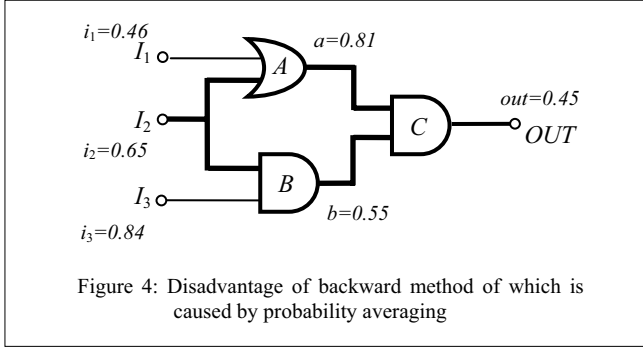 i1=0.46
I1
a=0.81
A
out=0.45
I2
C
OUT
i2=0.65
B
I3
b=0.55
i3=0.84
Figure 4: Disadvantage of backward method of which is
caused by probability averaging